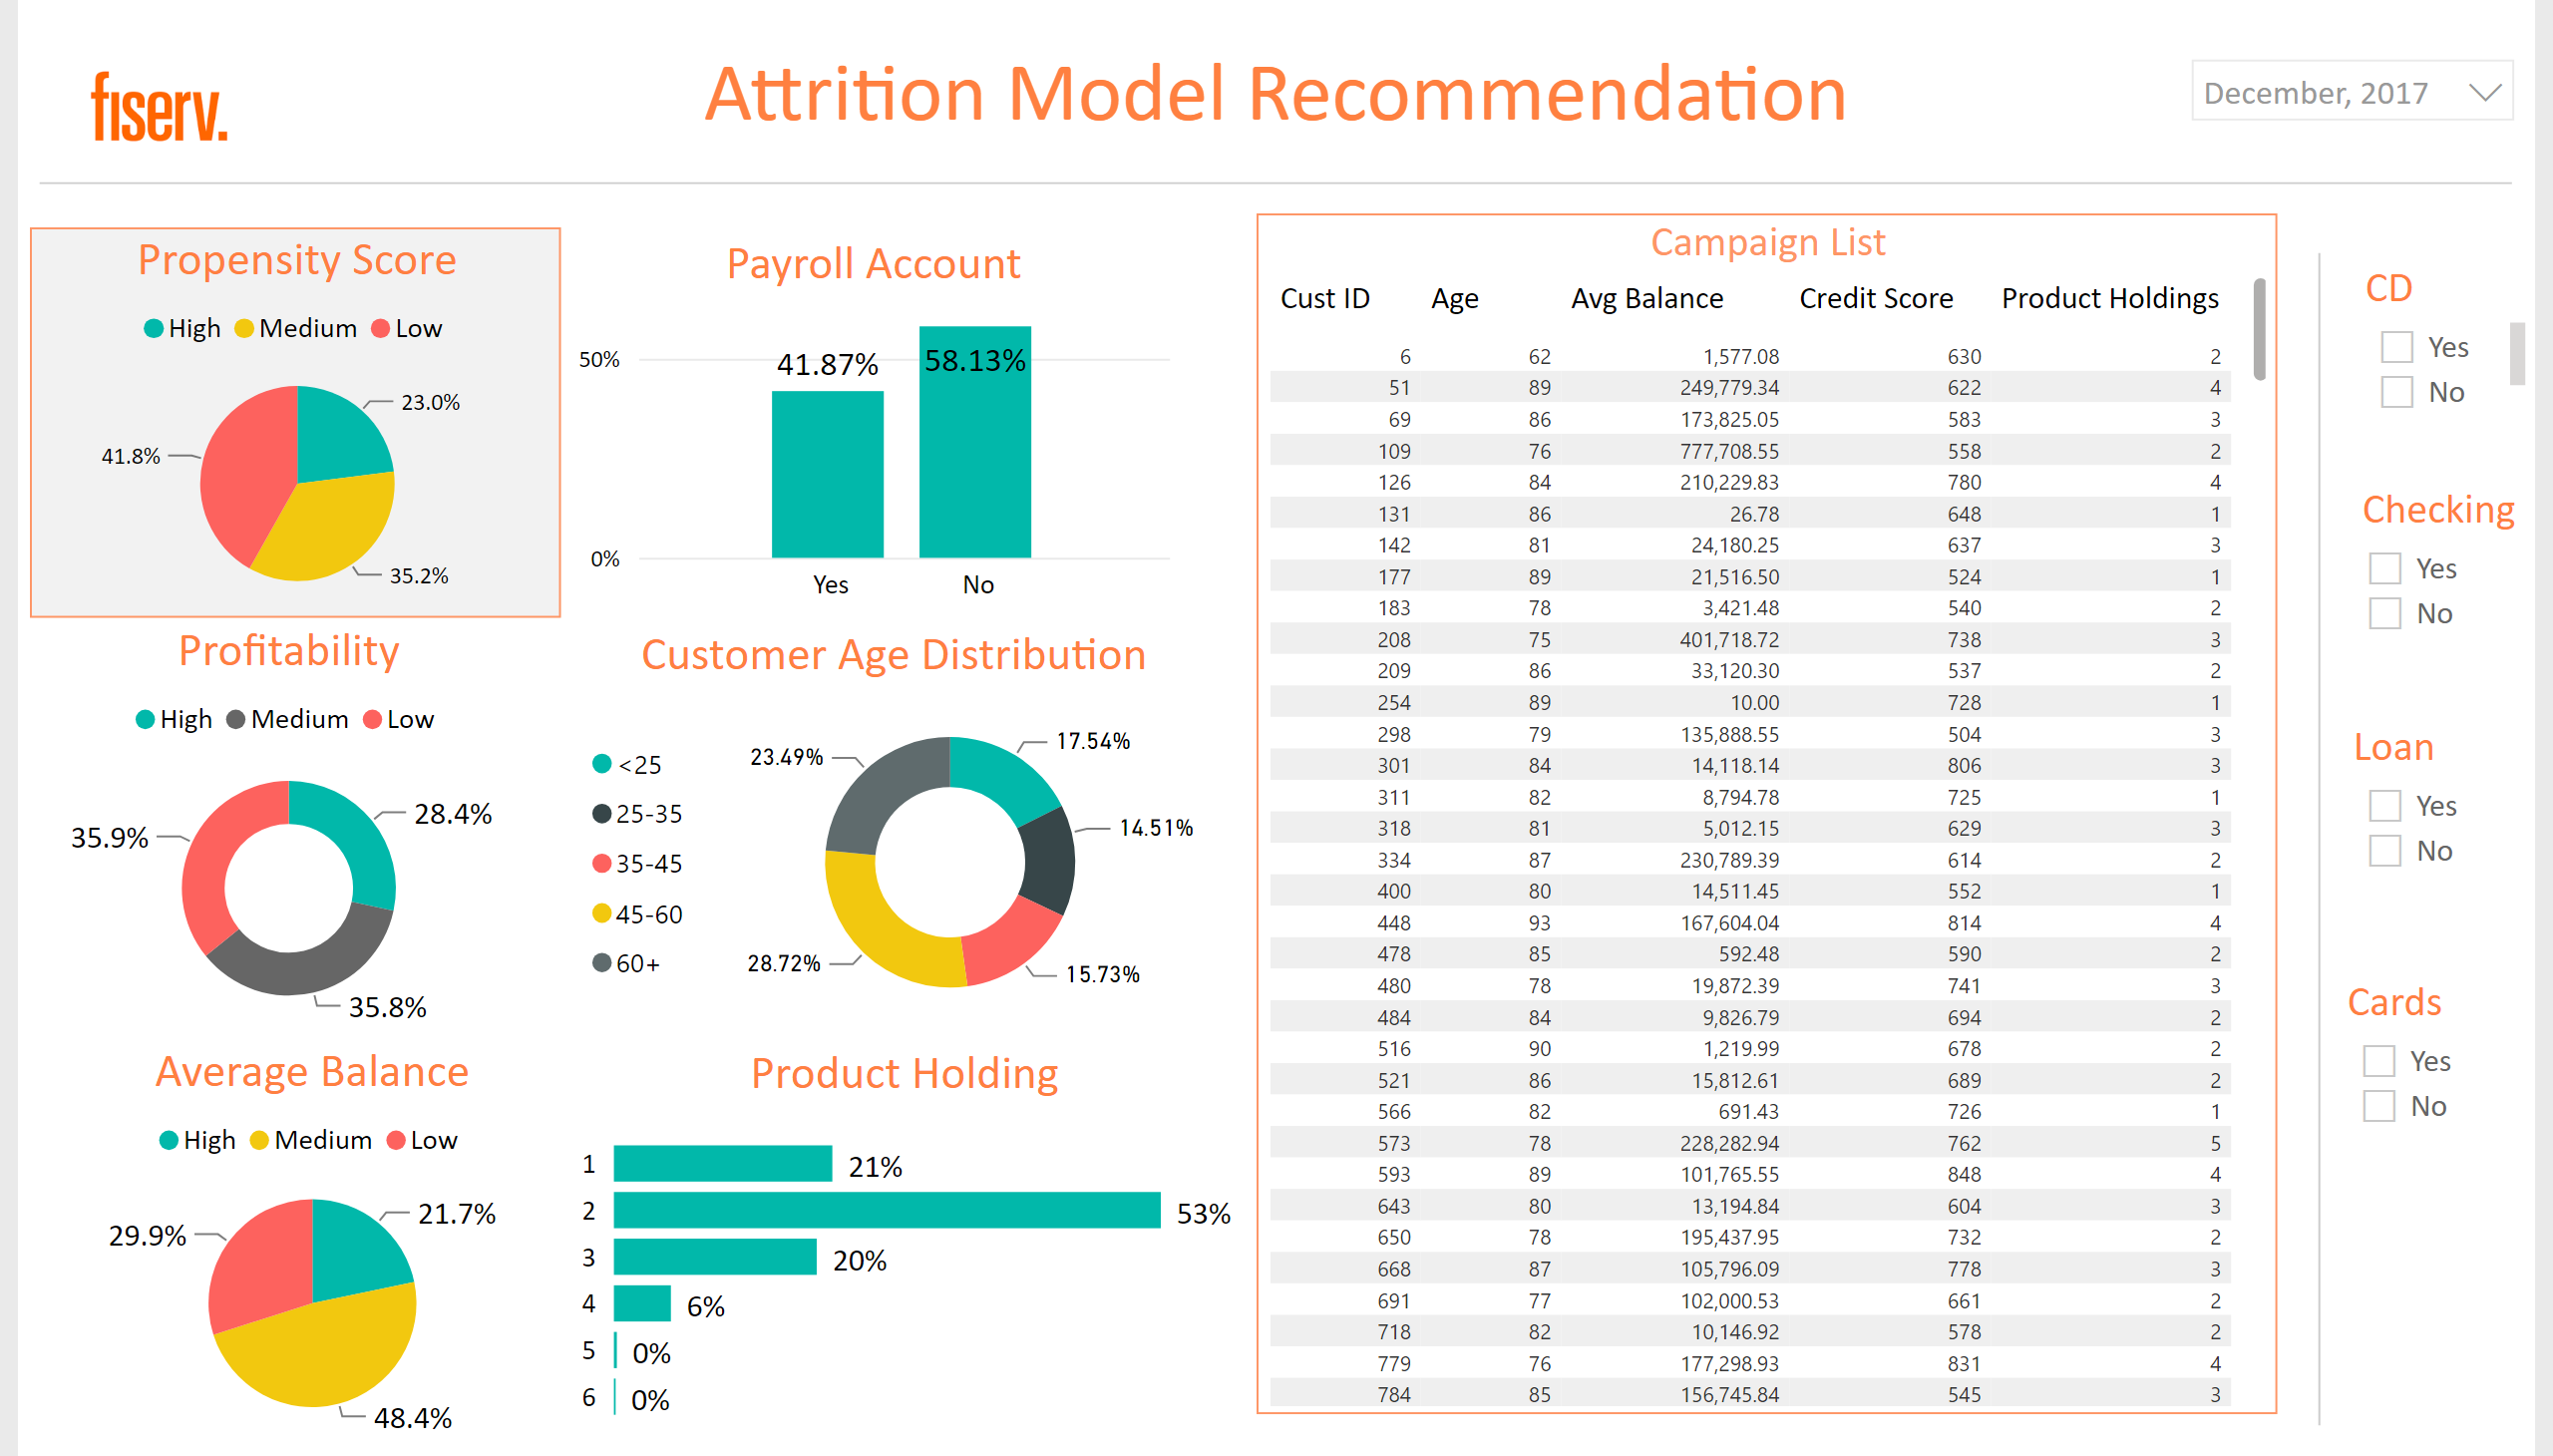 fiserv.
Attrition Model Recommendation
December, 2017
Propensity Score
High Medium Low
23.0%
41.8%
35.2%
Payroll Account
50%
41.87% 58.13%
0%
Yes No
Profitability
High Medium Low
28.4%
35.9%
35.8%
Customer Age Distribution
<25
25-35
35-45
45-60
60+
23.49% 17.54%
14.51%
28.72% 15.73%
Average Balance
High Medium Low
21.7%
29.9%
48.4%
Product Holding
1 21%
2 53%
3 20%
4 6%
5 0%
6 0%
Campaign List
Cust ID Age Avg Balance Credit Score Product Holdings
6 62 1,577.08 630 2
51 89 249,779.34 622 4
69 86 173,825.05 583 3
109 76 777,708.55 558 2
126 84 210,229.83 780 4
131 86 26.78 648 1
142 81 24,180.25 637 3
177 89 21,516.50 524 1
183 78 3,421.48 540 2
208 75 401,718.72 738 3
209 86 33,120.30 537 2
254 89 10.00 728 1
298 79 135,888.55 504 3
301 84 14,118.14 806 3
311 82 8,794.78 725 1
318 81 5,012.15 629 3
334 87 230,789.39 614 2
400 80 14,511.45 552 1
448 93 167,604.04 814 4
478 85 592.48 590 2
480 78 19,872.39 741 3
484 84 9,826.79 694 2
516 90 1,219.99 678 2
521 86 15,812.61 689 2
566 82 691.43 726 1
573 78 228,282.94 762 5
593 89 101,765.55 848 4
643 80 13,194.84 604 3
650 78 195,437.95 732 2
668 87 105,796.09 778 3
691 77 102,000.53 661 2
718 82 10,146.92 578 2
779 76 177,298.93 831 4
784 85 156,745.84 545 3
CD
Yes
No
Checking
Yes
No
Loan
Yes
No
Cards
Yes
No